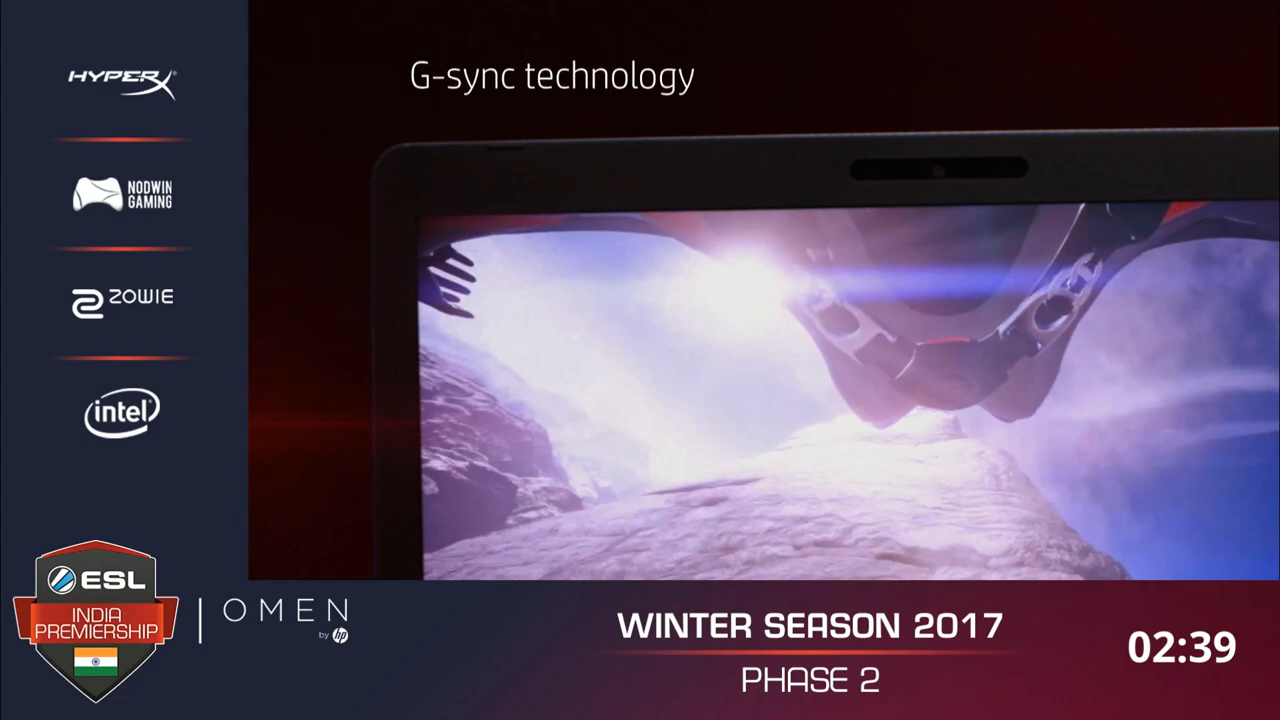 HYPERX
NODWIN
GAMING
ZOWIE
intel
G-sync technology
ESL
INDIA
PREMIERSHIP
OMEN
by hp
WINTER SEASON 2017
PHASE 2
02:39